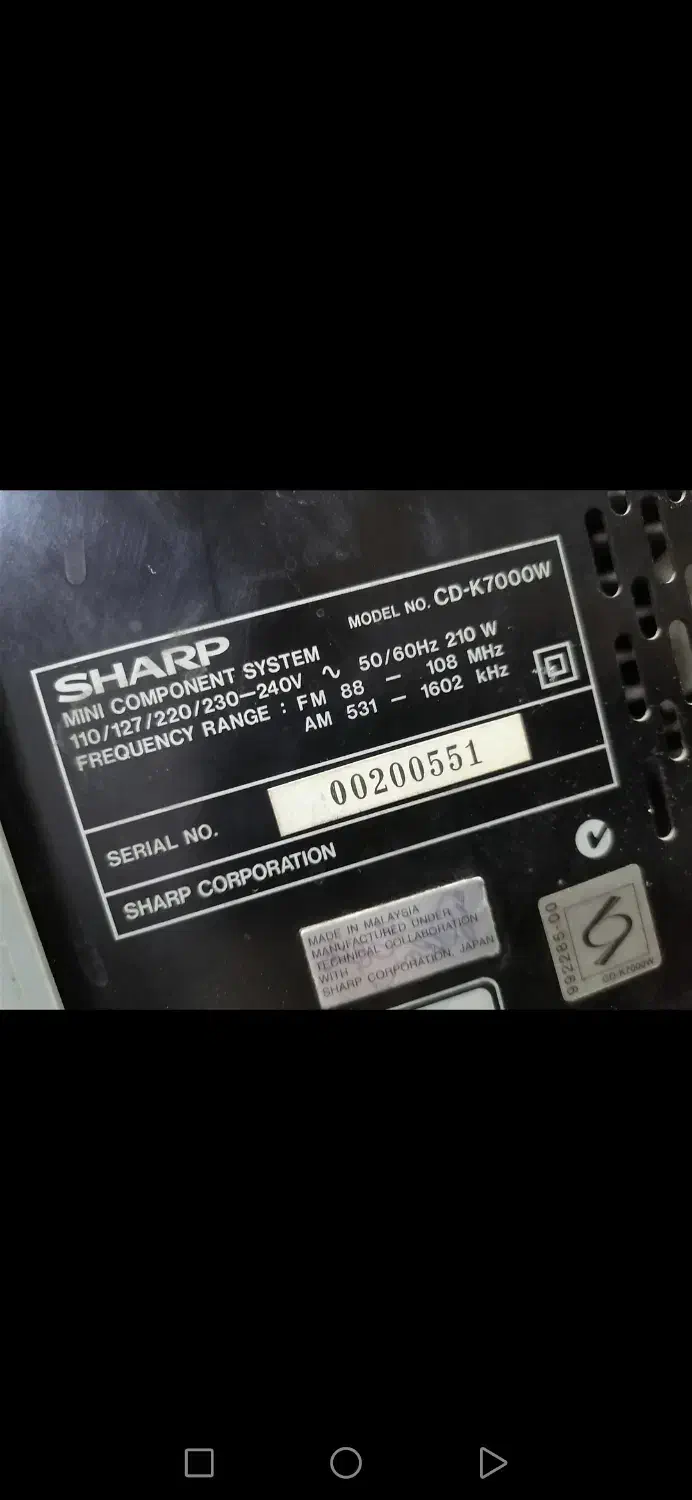 MODEL NO. CD-K7000W
SHARP
MINI COMPONENT SYSTEM
110/127/220/230—240V ∿ 50/60Hz 210 W
FREQUENCY RANGE : FM 88 — 108 MHz
AM 531 — 1602 kHz
SERIAL NO. 00200551
SHARP CORPORATION
MADE IN MALAYSIA
MANUFACTURED UNDER
TECHNICAL COLLABORATION
WITH
SHARP CORPORATION, JAPAN
992265-00
CD-K7000W